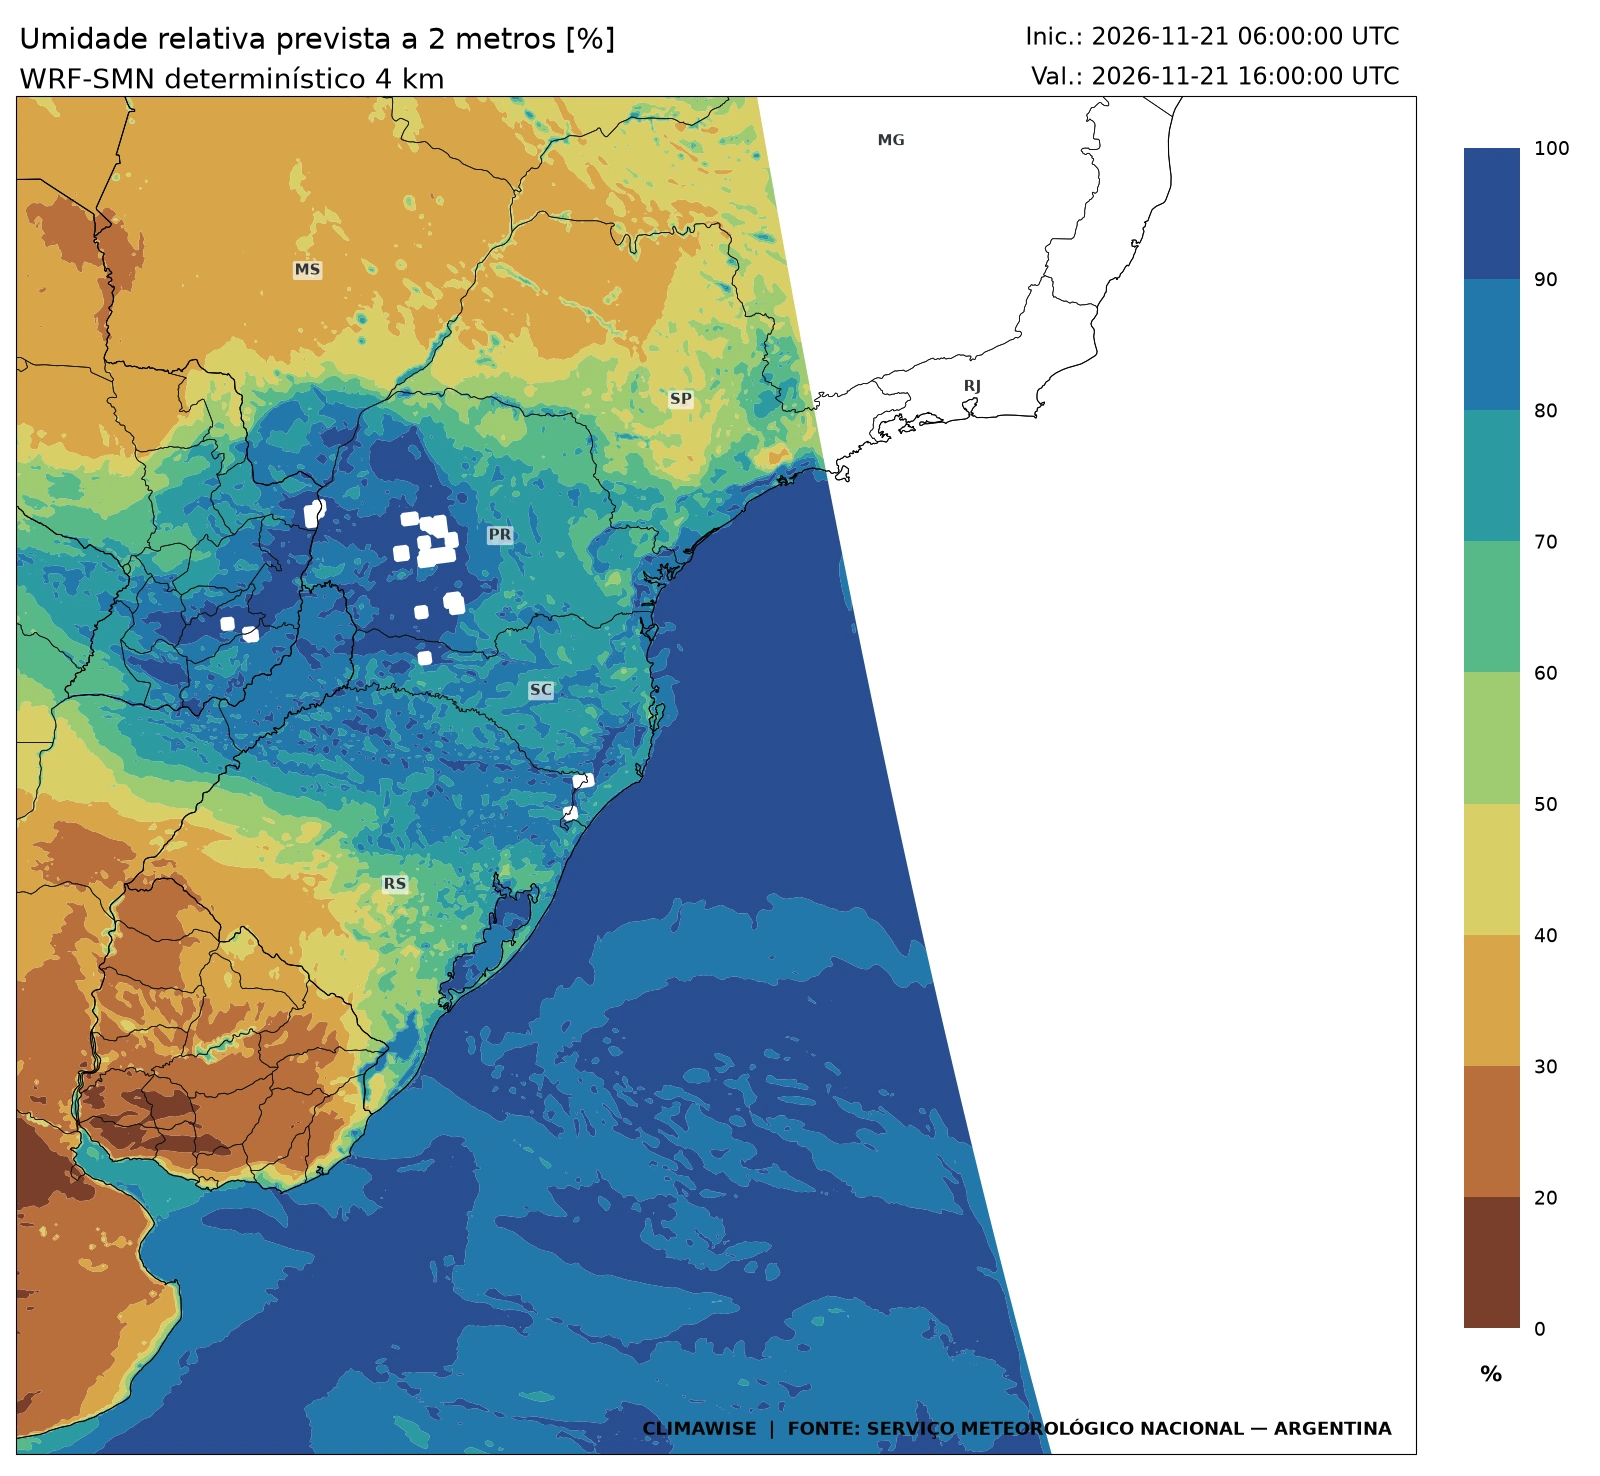 Umidade relativa prevista a 2 metros [%]
WRF-SMN determinístico 4 km
Inic.: 2026-11-21 06:00:00 UTC
Val.: 2026-11-21 16:00:00 UTC
MG
MS
RJ
SP
PR
SC
RS
100
90
80
70
60
50
40
30
20
0
%
CLIMAWISE | FONTE: SERVIÇO METEOROLÓGICO NACIONAL — ARGENTINA